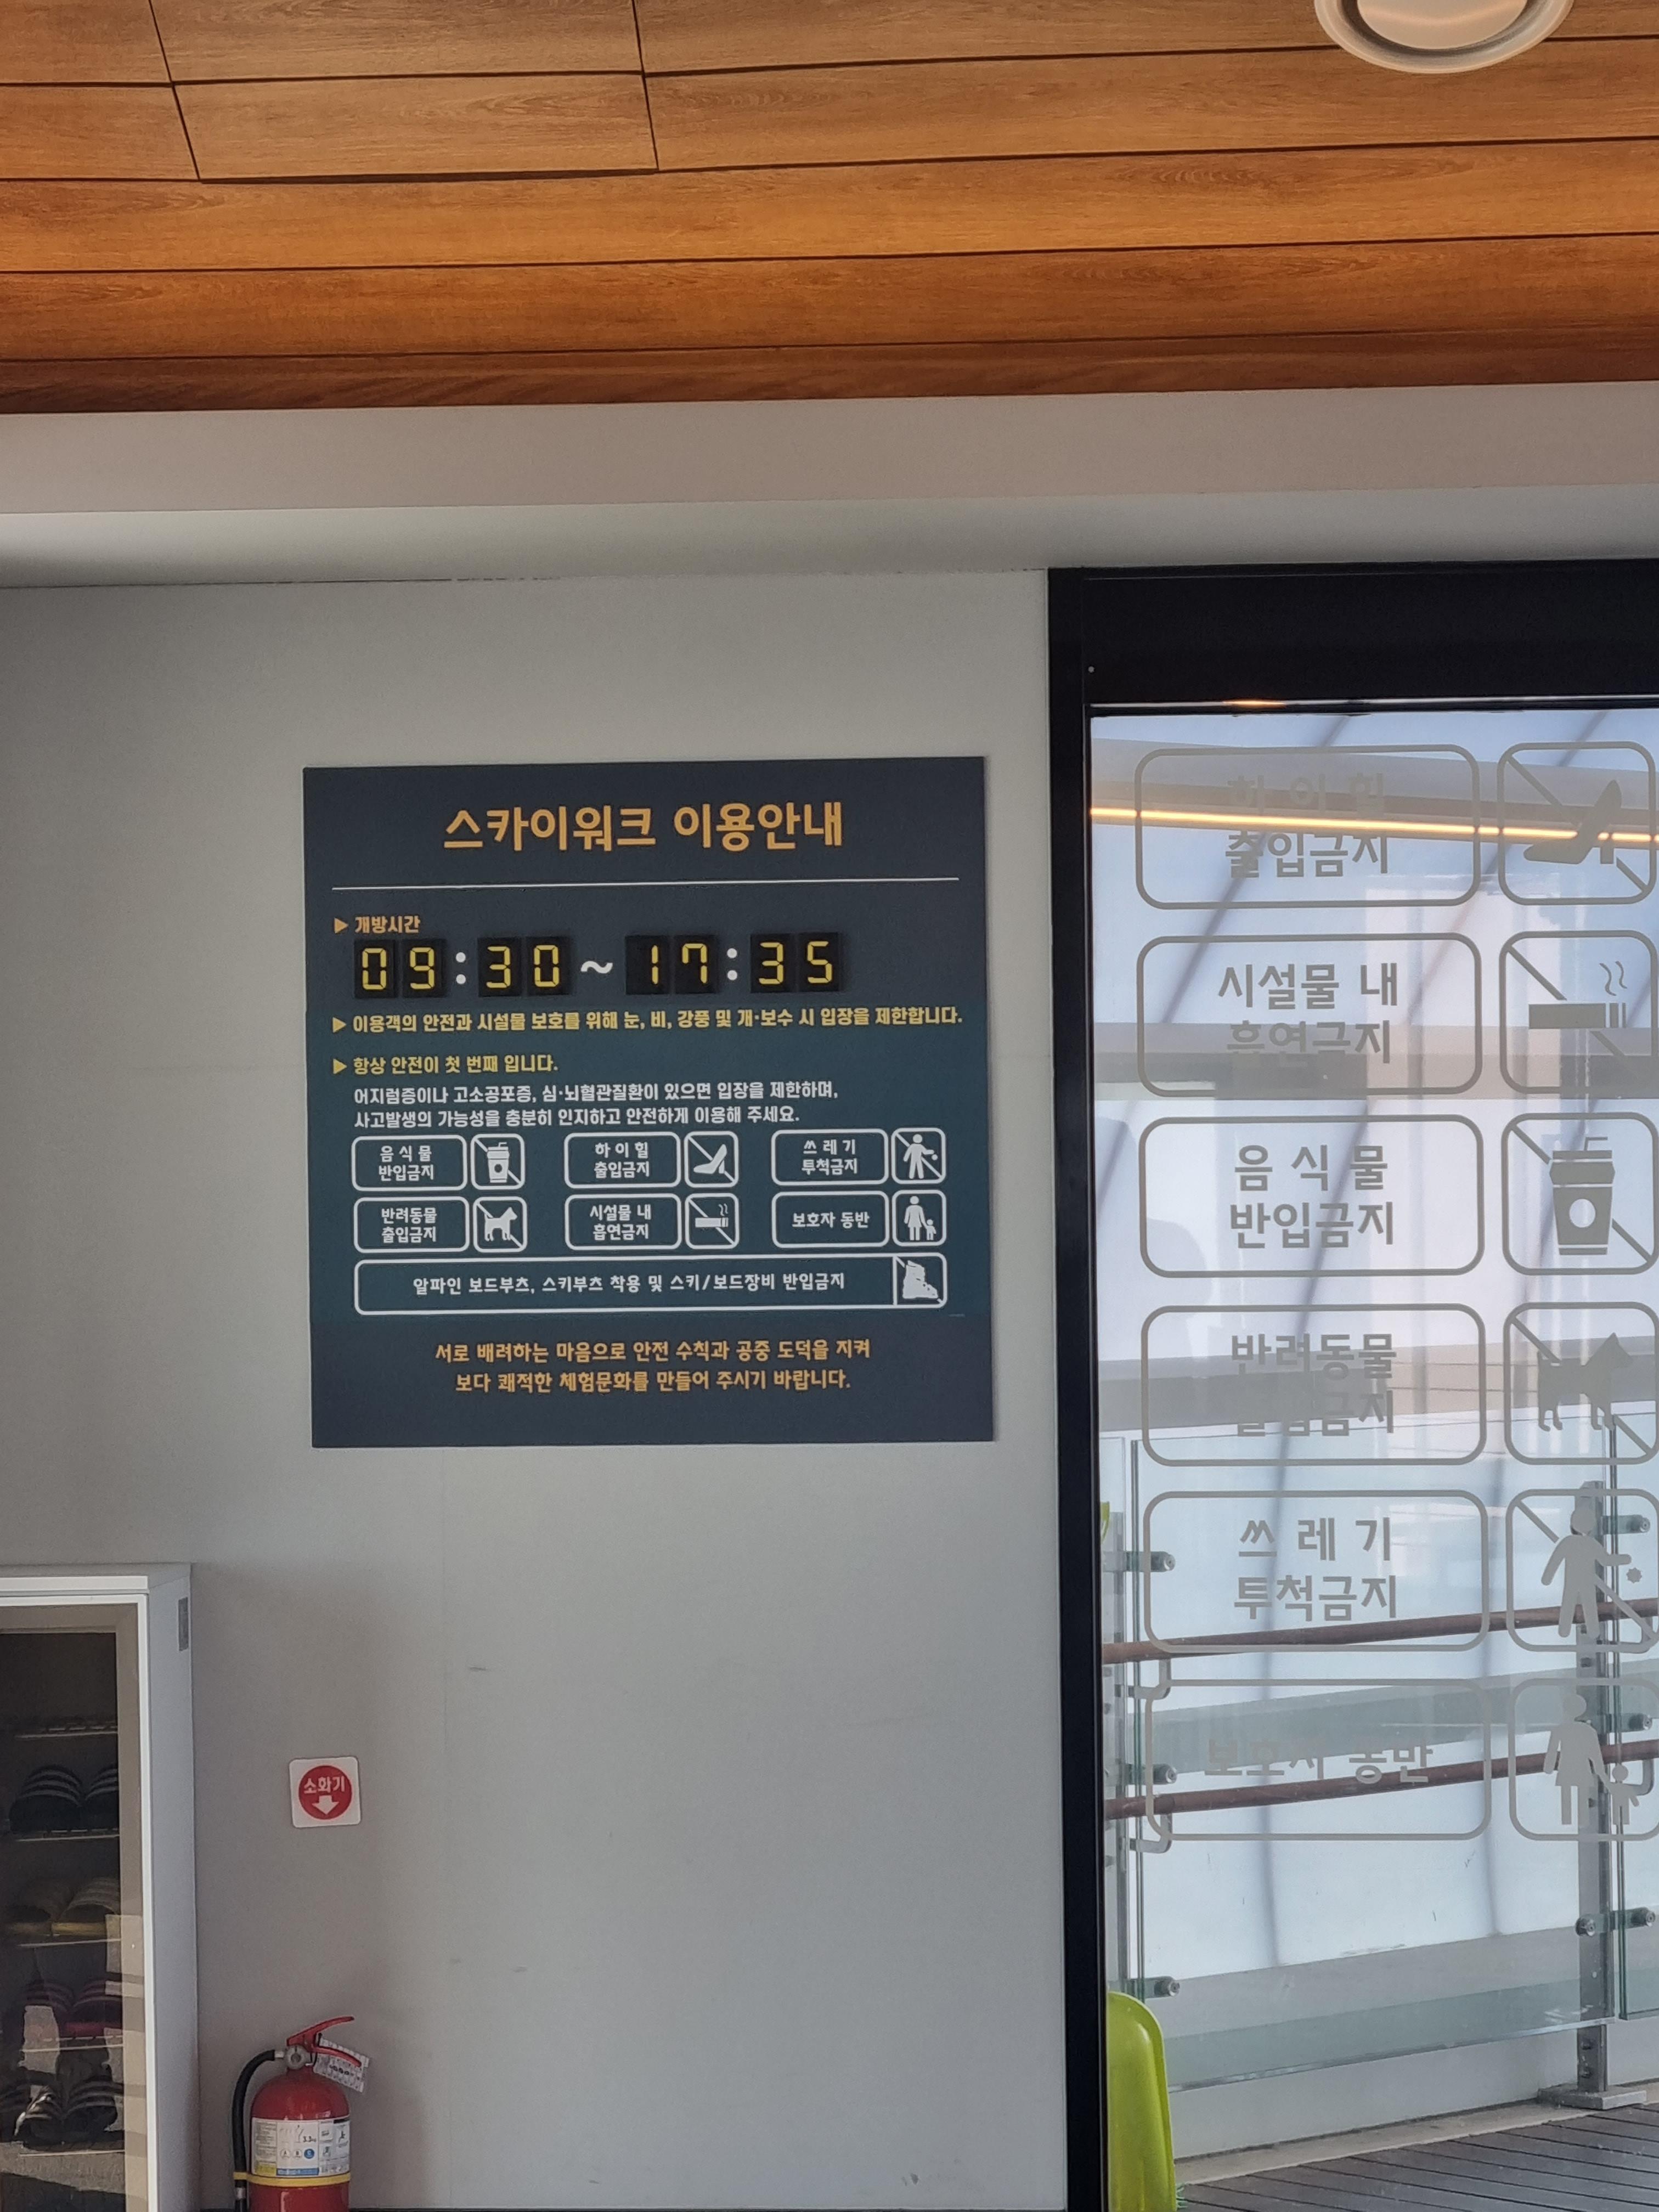 스카이워크 이용안내
▶ 개방시간
09:30~17:35
▶ 이용객의 안전과 시설물 보호를 위해 눈, 비, 강풍 및 개·보수 시 입장을 제한합니다.
▶ 항상 안전이 첫 번째 입니다.
어지럼증이나 고소공포증, 심·뇌혈관질환이 있으면 입장을 제한하며,
사고발생의 가능성을 충분히 인지하고 안전하게 이용해 주세요.
음 식 물
반입금지
하 이 힐
출입금지
쓰 레 기
투척금지
반려동물
출입금지
시설물 내
흡연금지
보호자 동반
알파인 보드부츠, 스키부츠 착용 및 스키/보드장비 반입금지
서로 배려하는 마음으로 안전 수칙과 공중 도덕을 지켜
보다 쾌적한 체험문화를 만들어 주시기 바랍니다.
하 이 힐
출입금지
시설물 내
흡연금지
음 식 물
반입금지
반려동물
출입금지
쓰 레 기
투척금지
보호자 동반
소화기
3.3kg